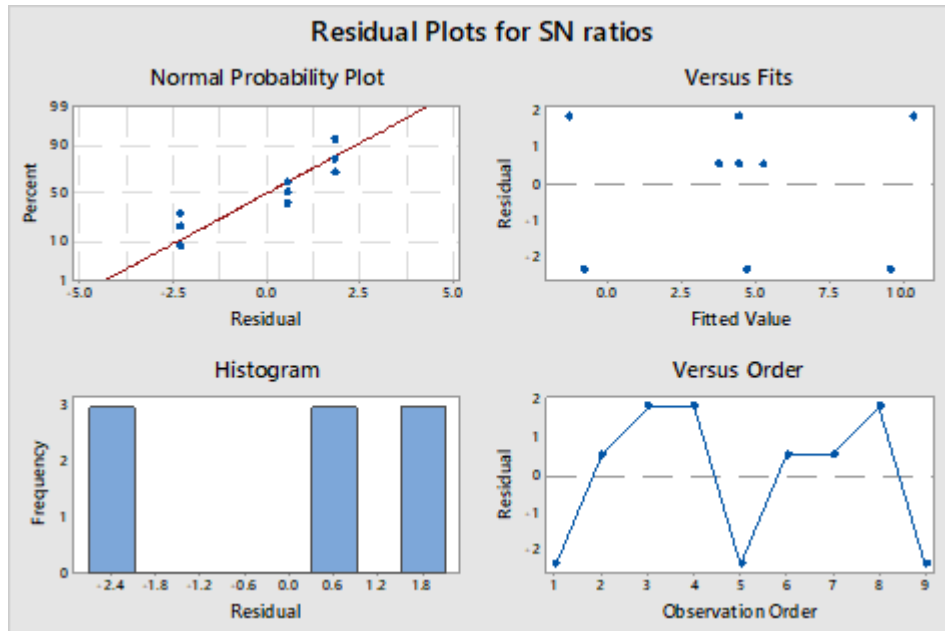 Residual Plots for SN ratios
Normal Probability Plot
99
90
50
10
1
Percent
-5.0 -2.5 0.0 2.5 5.0
Residual
Versus Fits
2
1
0
-1
-2
Residual
0.0 2.5 5.0 7.5 10.0
Fitted Value
Histogram
3
2
1
0
Frequency
-2.4 -1.8 -1.2 -0.6 0.0 0.6 1.2 1.8
Residual
Versus Order
2
1
0
-1
-2
Residual
1 2 3 4 5 6 7 8 9
Observation Order